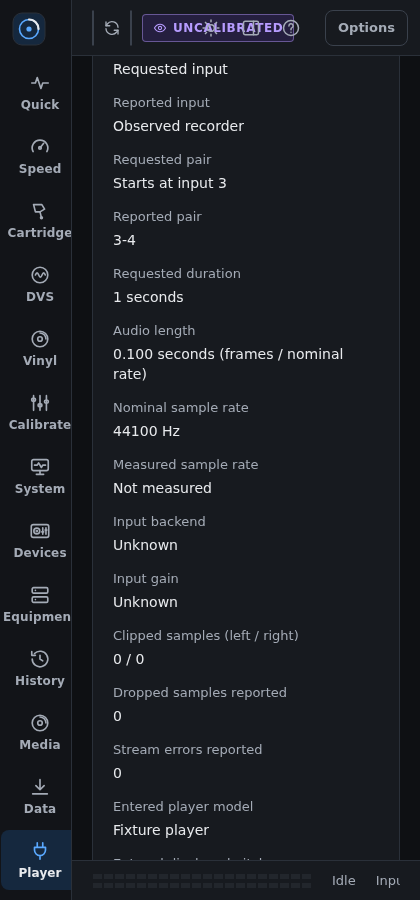 UNCALIBRATED
Options
Quick
Speed
Cartridge
DVS
Vinyl
Calibrate
System
Devices
Equipmen
History
Media
Data
Player
Requested input
Reported input
Observed recorder
Requested pair
Starts at input 3
Reported pair
3-4
Requested duration
1 seconds
Audio length
0.100 seconds (frames / nominal
rate)
Nominal sample rate
44100 Hz
Measured sample rate
Not measured
Input backend
Unknown
Input gain
Unknown
Clipped samples (left / right)
0 / 0
Dropped samples reported
0
Stream errors reported
0
Entered player model
Fixture player
Idle
Inpu